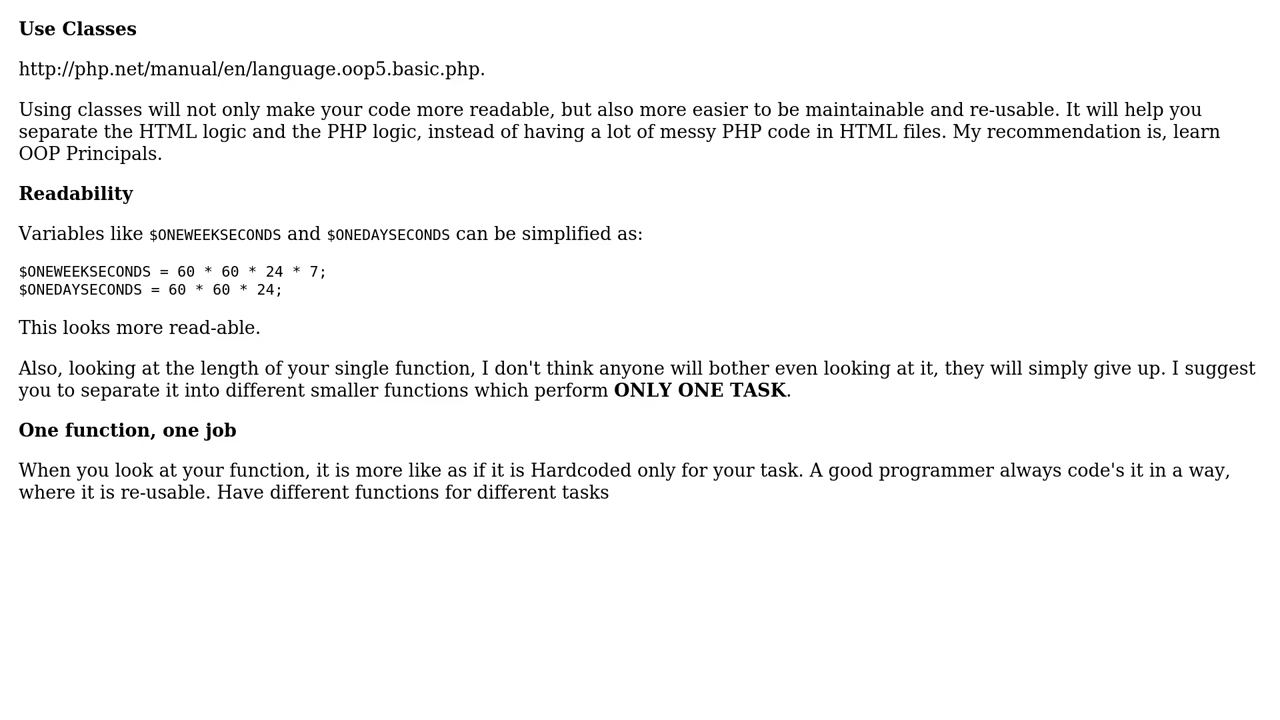 Use Classes
http://php.net/manual/en/language.oop5.basic.php.
Using classes will not only make your code more readable, but also more easier to be maintainable and re-usable. It will help you
separate the HTML logic and the PHP logic, instead of having a lot of messy PHP code in HTML files. My recommendation is, learn
OOP Principals.
Readability
Variables like $ONEWEEKSECONDS and $ONEDAYSECONDS can be simplified as:
$ONEWEEKSECONDS = 60 * 60 * 24 * 7;
$ONEDAYSECONDS = 60 * 60 * 24;
This looks more read-able.
Also, looking at the length of your single function, I don't think anyone will bother even looking at it, they will simply give up. I suggest
you to separate it into different smaller functions which perform ONLY ONE TASK.
One function, one job
When you look at your function, it is more like as if it is Hardcoded only for your task. A good programmer always code's it in a way,
where it is re-usable. Have different functions for different tasks